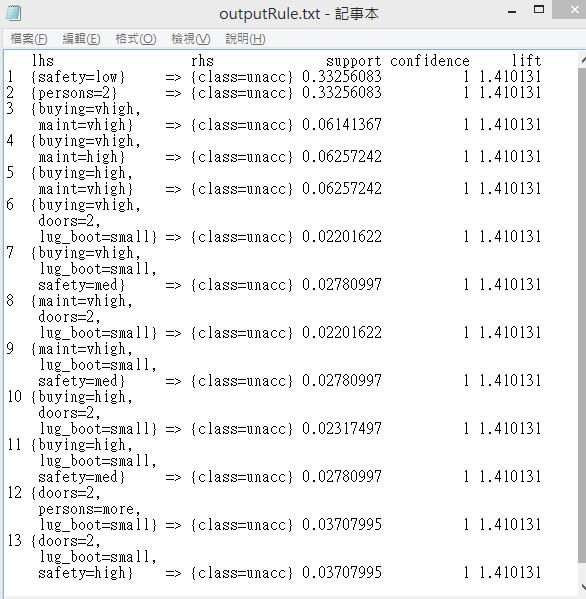 outputRule.txt - 記事本
檔案(F) 編輯(E) 格式(O) 檢視(V) 說明(H)
lhs rhs support confidence lift
1 {safety=low} => {class=unacc} 0.33256083 1 1.410131
2 {persons=2} => {class=unacc} 0.33256083 1 1.410131
3 {buying=vhigh,
maint=vhigh} => {class=unacc} 0.06141367 1 1.410131
4 {buying=vhigh,
maint=high} => {class=unacc} 0.06257242 1 1.410131
5 {buying=high,
maint=vhigh} => {class=unacc} 0.06257242 1 1.410131
6 {buying=vhigh,
doors=2,
lug_boot=small} => {class=unacc} 0.02201622 1 1.410131
7 {buying=vhigh,
lug_boot=small,
safety=med} => {class=unacc} 0.02780997 1 1.410131
8 {maint=vhigh,
doors=2,
lug_boot=small} => {class=unacc} 0.02201622 1 1.410131
9 {maint=vhigh,
lug_boot=small,
safety=med} => {class=unacc} 0.02780997 1 1.410131
10 {buying=high,
doors=2,
lug_boot=small} => {class=unacc} 0.02317497 1 1.410131
11 {buying=high,
lug_boot=small,
safety=med} => {class=unacc} 0.02780997 1 1.410131
12 {doors=2,
persons=more,
lug_boot=small} => {class=unacc} 0.03707995 1 1.410131
13 {doors=2,
lug_boot=small,
safety=high} => {class=unacc} 0.03707995 1 1.410131